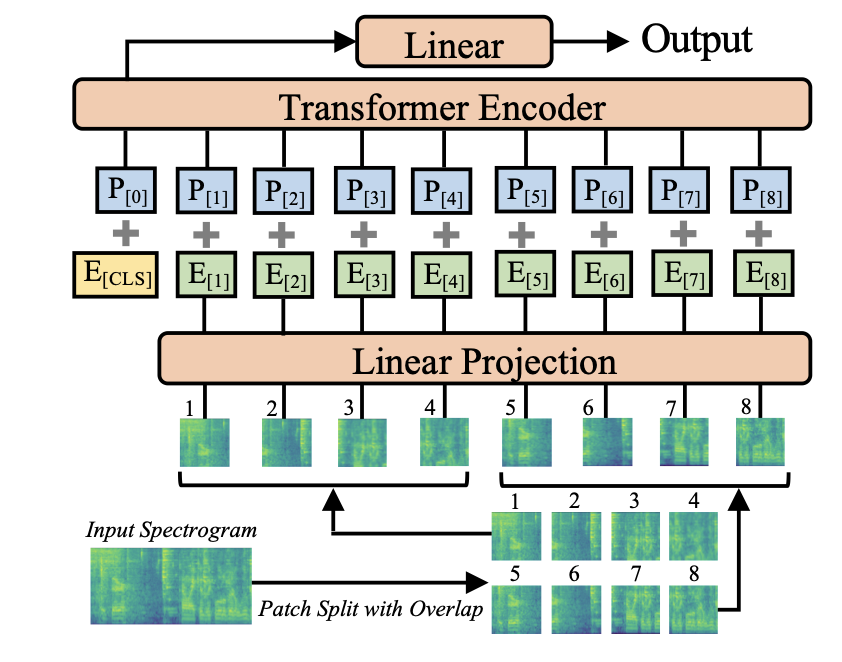 Linear
Output
Transformer Encoder
P[0] P[1] P[2] P[3] P[4] P[5] P[6] P[7] P[8]
+ + + + + + + + +
E[CLS] E[1] E[2] E[3] E[4] E[5] E[6] E[7] E[8]
Linear Projection
1 2 3 4 5 6 7 8
1 2 3 4
Input Spectrogram
5 6 7 8
Patch Split with Overlap